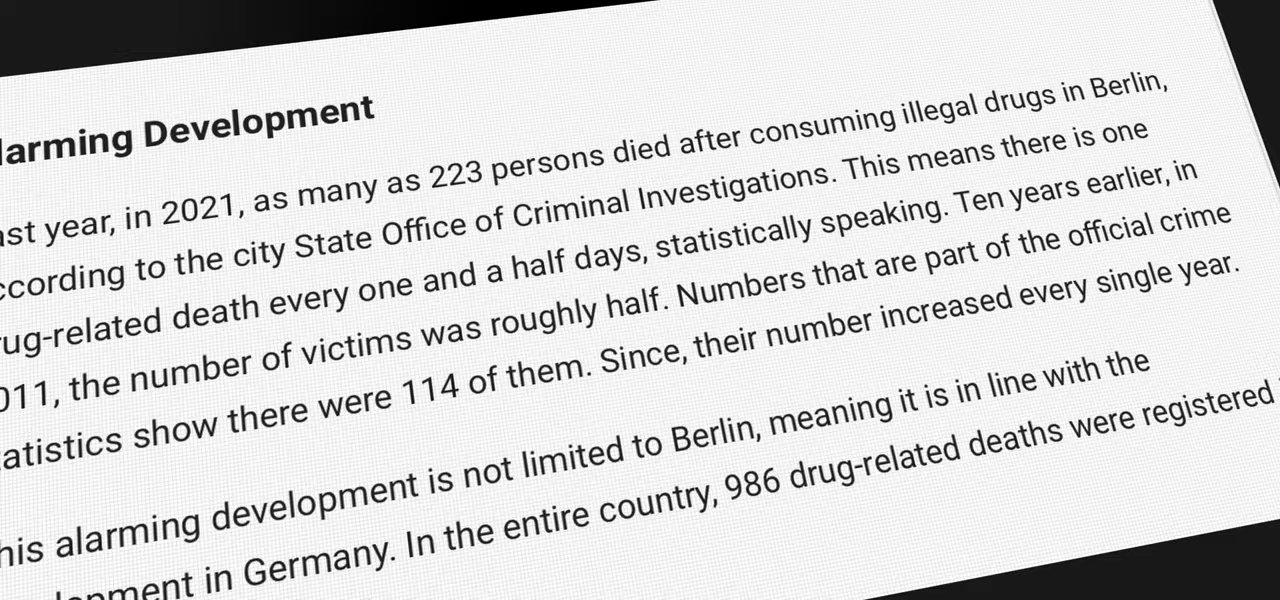 larming Development
ast year, in 2021, as many as 223 persons died after consuming illegal drugs in Berlin,
ccording to the city State Office of Criminal Investigations. This means there is one
rug-related death every one and a half days, statistically speaking. Ten years earlier, in
011, the number of victims was roughly half. Numbers that are part of the official crime
tatistics show there were 114 of them. Since, their number increased every single year.
his alarming development is not limited to Berlin, meaning it is in line with the
lopment in Germany. In the entire country, 986 drug-related deaths were registered